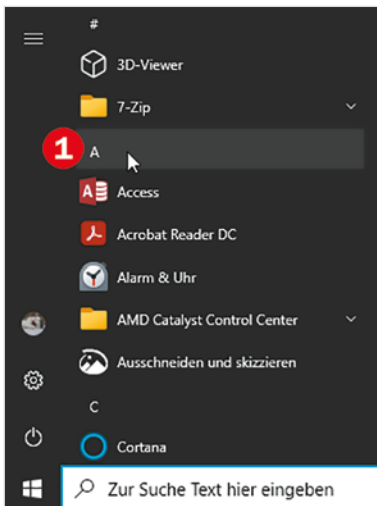 #
3D-Viewer
7-Zip
1 A
Access
Acrobat Reader DC
Alarm & Uhr
AMD Catalyst Control Center
Ausschneiden und skizzieren
C
Cortana
Zur Suche Text hier eingeben